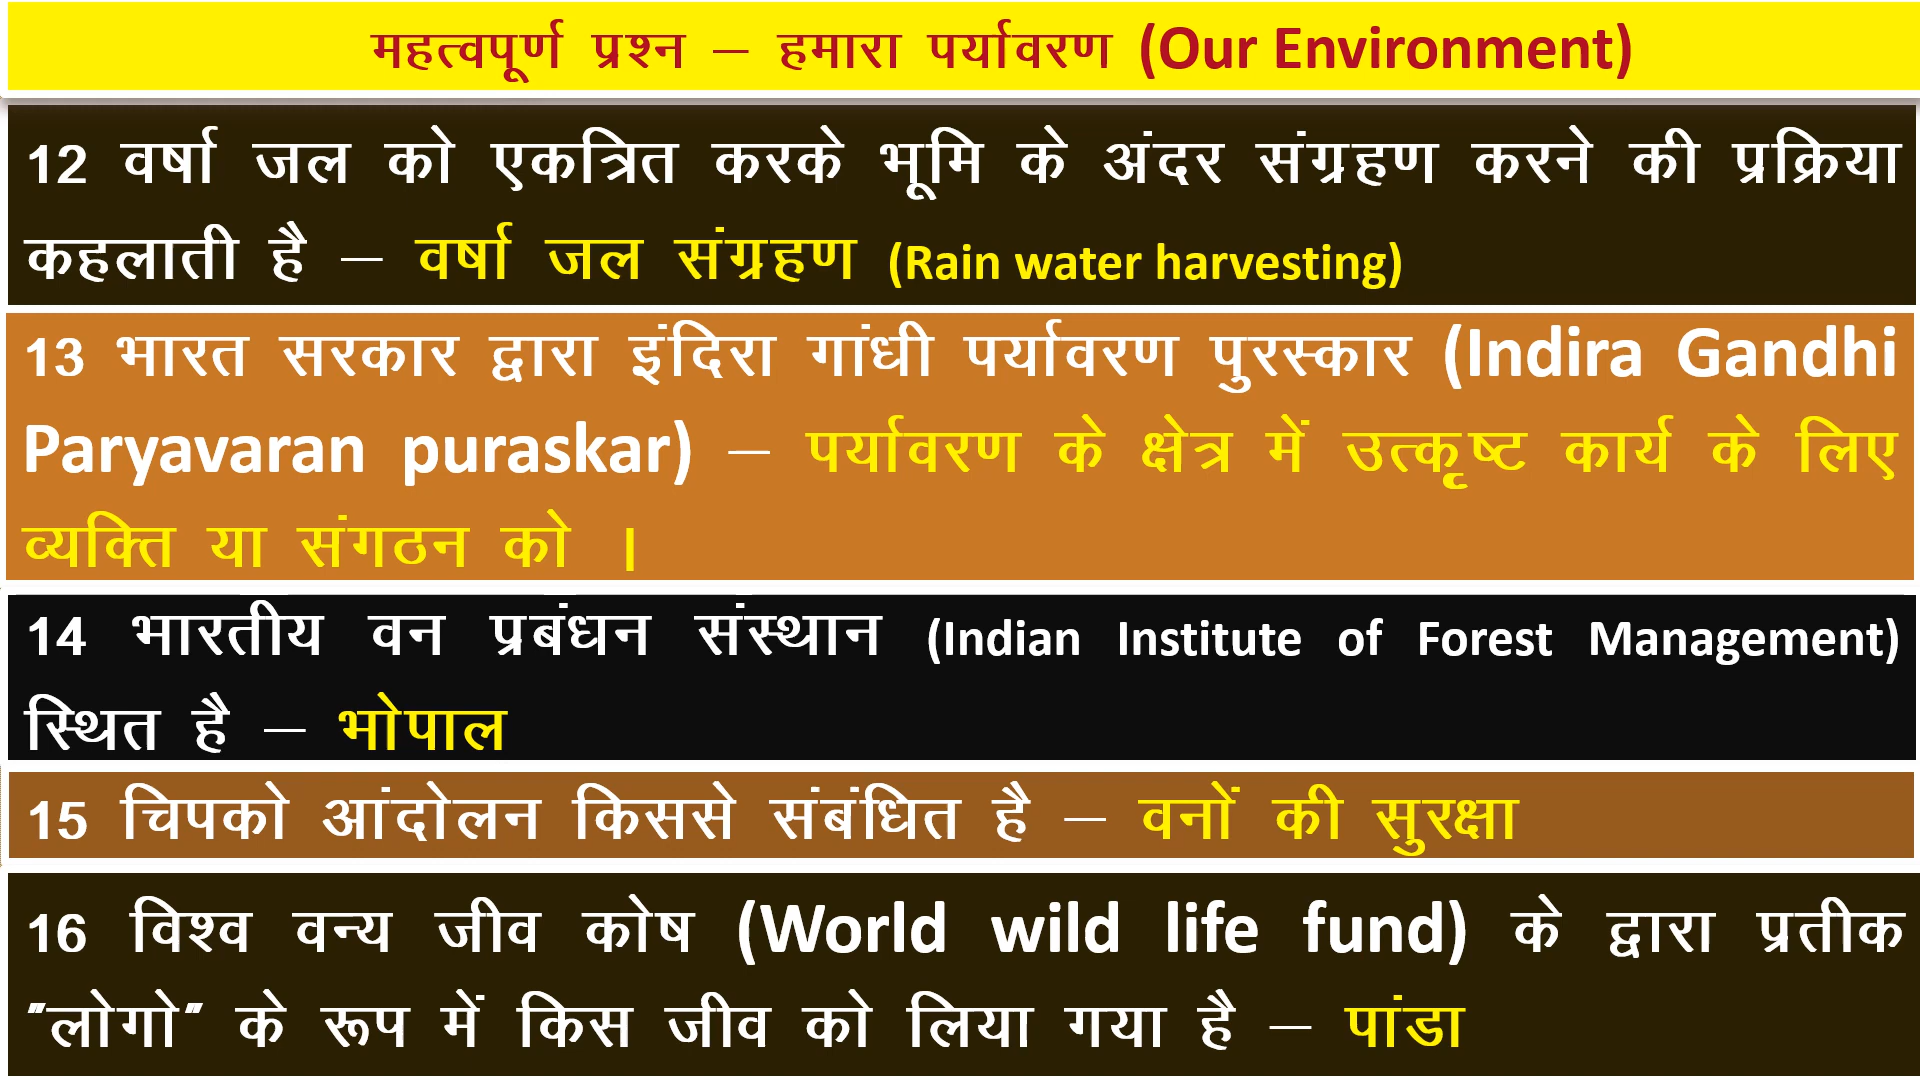 महत्वपूर्ण प्रश्न – हमारा पर्यावरण (Our Environment)
12 वर्षा जल को एकत्रित करके भूमि के अंदर संग्रहण करने की प्रक्रिया
कहलाती है – वर्षा जल संग्रहण (Rain water harvesting)
13 भारत सरकार द्वारा इंदिरा गांधी पर्यावरण पुरस्कार (Indira Gandhi
Paryavaran puraskar) – पर्यावरण के क्षेत्र में उत्कृष्ट कार्य के लिए
व्यक्ति या संगठन को ।
14 भारतीय वन प्रबंधन संस्थान (Indian Institute of Forest Management)
स्थित है – भोपाल
15 चिपको आंदोलन किससे संबंधित है – वनों की सुरक्षा
16 विश्व वन्य जीव कोष (World wild life fund) के द्वारा प्रतीक
"लोगो" के रूप में किस जीव को लिया गया है – पांडा